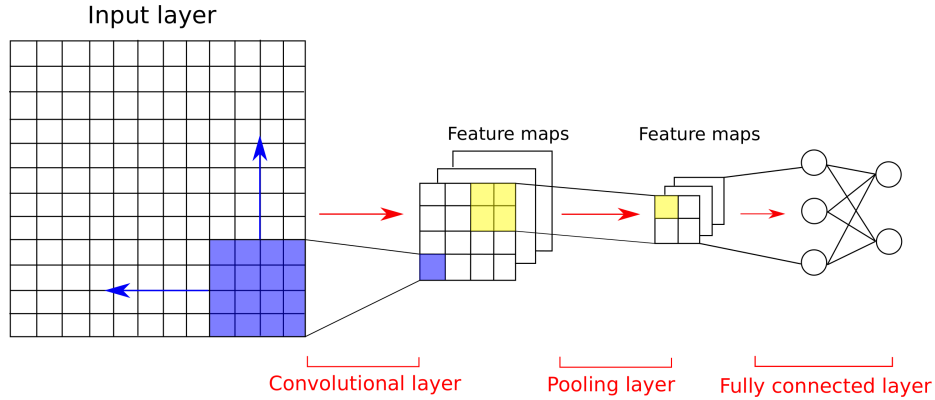 Input layer
Feature maps
Feature maps
Convolutional layer
Pooling layer
Fully connected layer